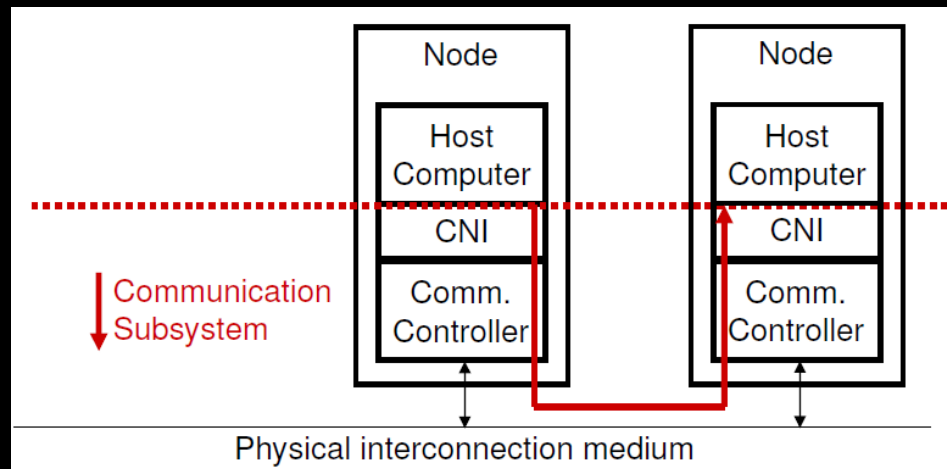 Node
Host
Computer
CNI
Comm.
Controller
Node
Host
Computer
CNI
Comm.
Controller
Communication
Subsystem
Physical interconnection medium